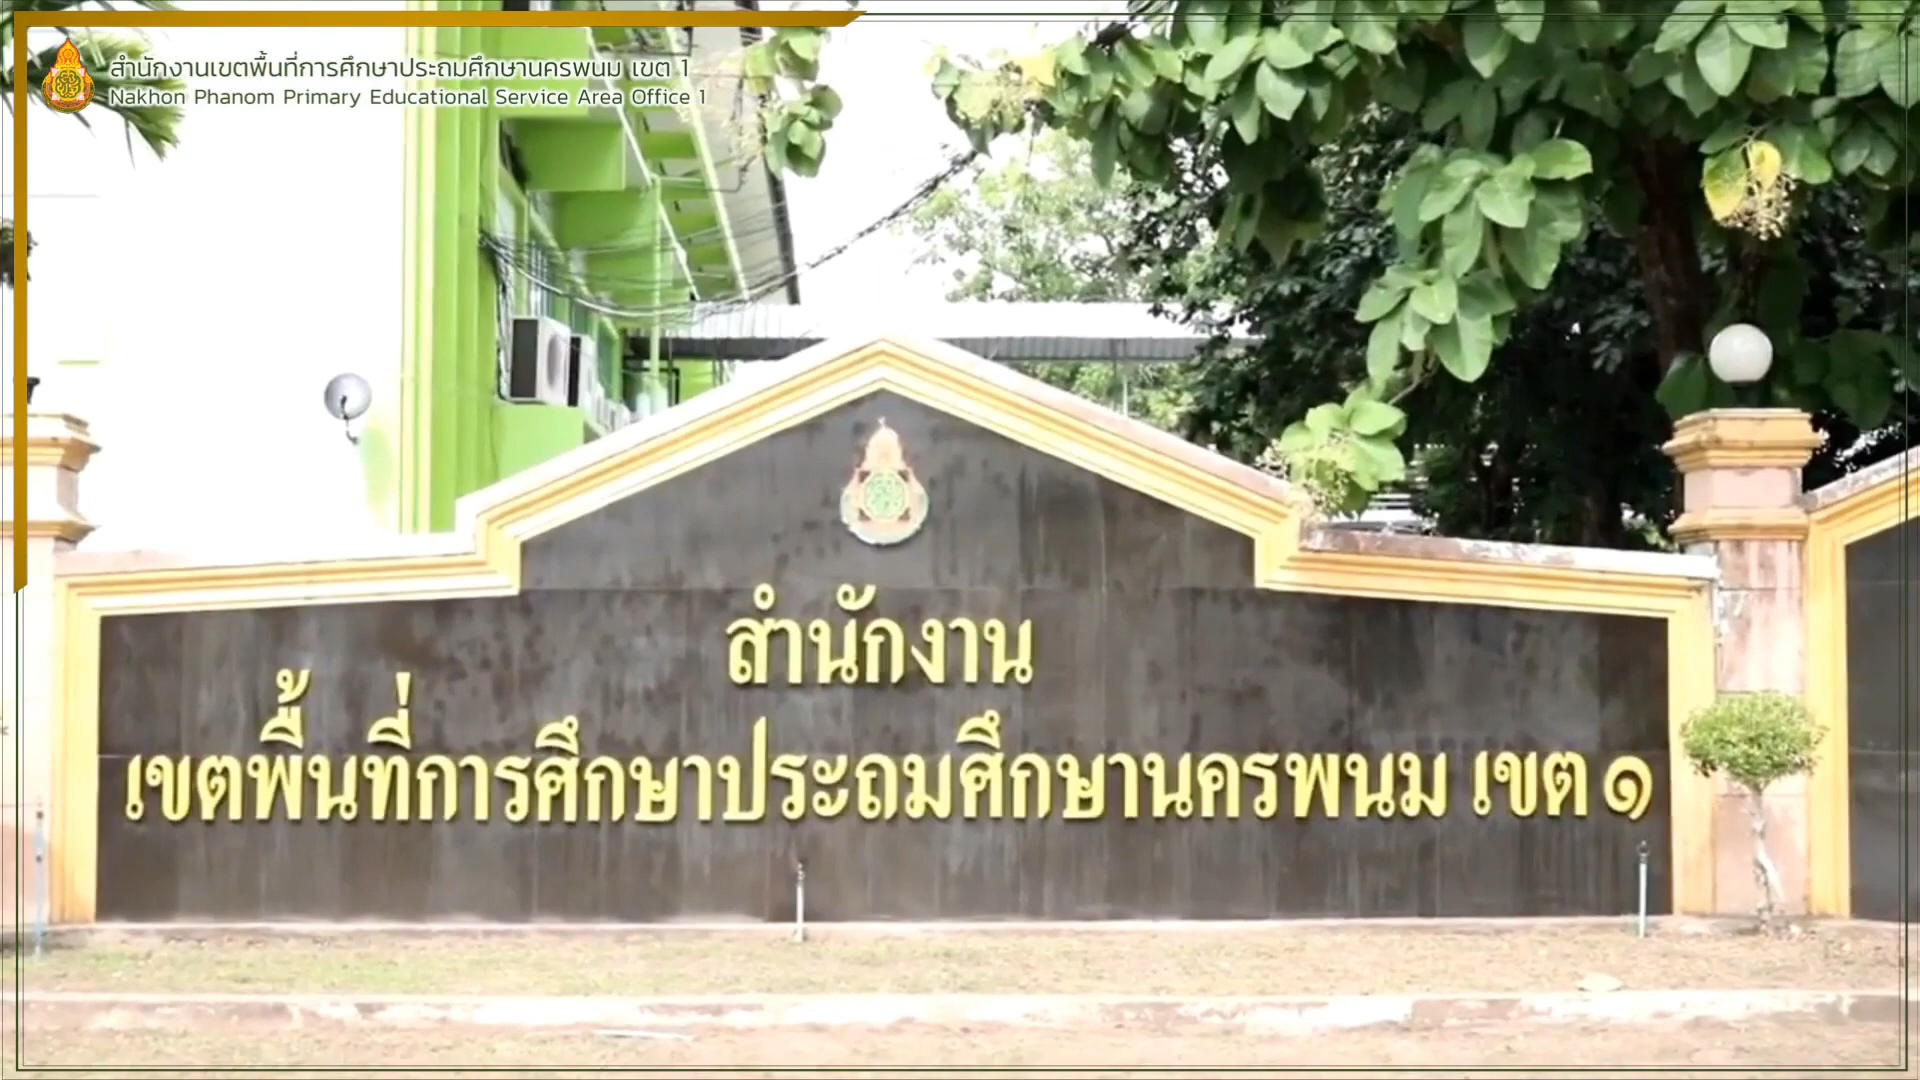 สำนักงานเขตพื้นที่การศึกษาประถมศึกษานครพนม เขต 1
Nakhon Phanom Primary Educational Service Area Office 1
สำนักงาน
เขตพื้นที่การศึกษาประถมศึกษานครพนม เขต ๑